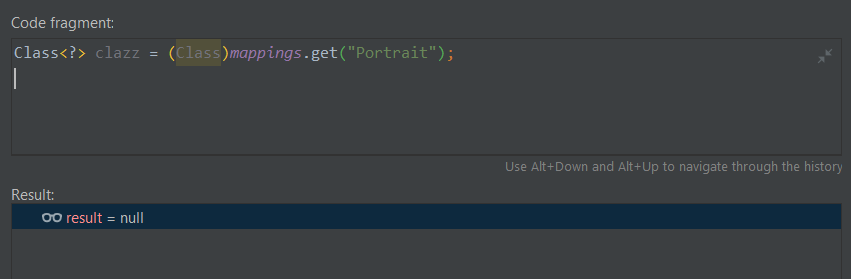 Code fragment:
Class<?> clazz = (Class)mappings.get("Portrait");
Use Alt+Down and Alt+Up to navigate through the history
Result:
result = null